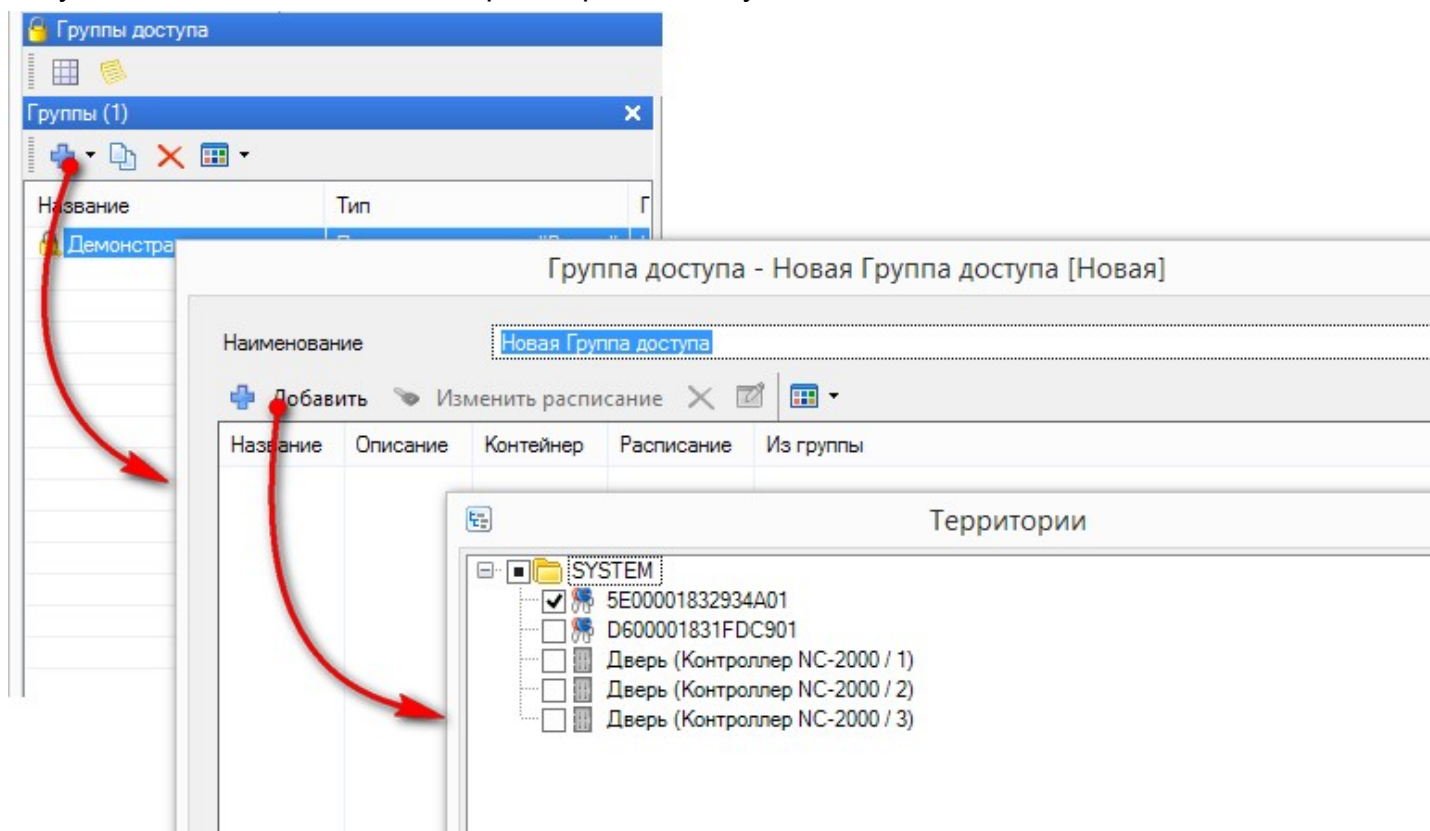 Группы доступа
Группы (1)
Название Тип
Демонстра
Группа доступа - Новая Группа доступа [Новая]
Наименование Новая Группа доступа
Добавить Изменить расписание
Название Описание Контейнер Расписание Из группы
Территории
SYSTEM
5E00001832934A01
D600001831FDC901
Дверь (Контроллер NC-2000 / 1)
Дверь (Контроллер NC-2000 / 2)
Дверь (Контроллер NC-2000 / 3)